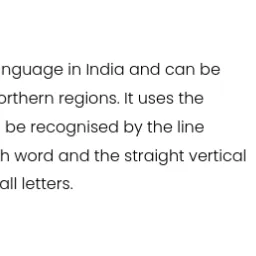 nguage in India and can be
orthern regions. It uses the
be recognised by the line
h word and the straight vertical
all letters.